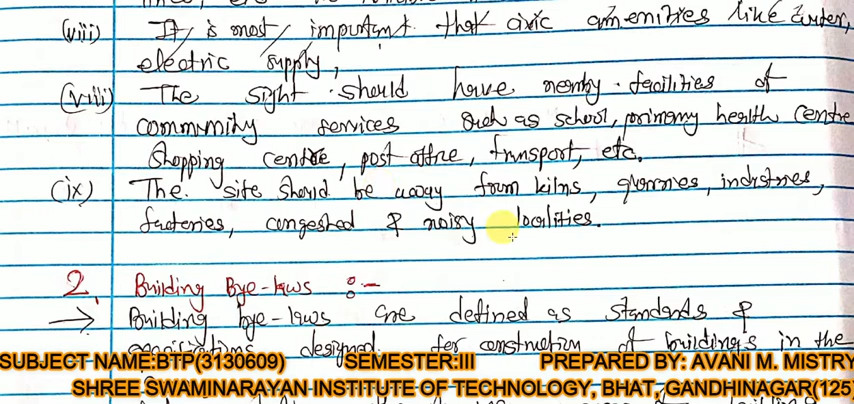 (viii) It is most important that civic amenities like water,
electric supply,
(viii) The sight should have nearby facilities of
community services such as school, primary health centre
shopping centre, post office, transport, etc.
(ix) The site should be away from kilns, quarries, industries,
factories, congested & noisy localities.
2. Building Bye-laws :-
→ Building bye-laws are defined as standards &
designed for construction of buildings in the
SUBJECT NAME:BTP(3130609) SEMESTER:III PREPARED BY: AVANI M. MISTRY
SHREE SWAMINARAYAN INSTITUTE OF TECHNOLOGY, BHAT, GANDHINAGAR(125